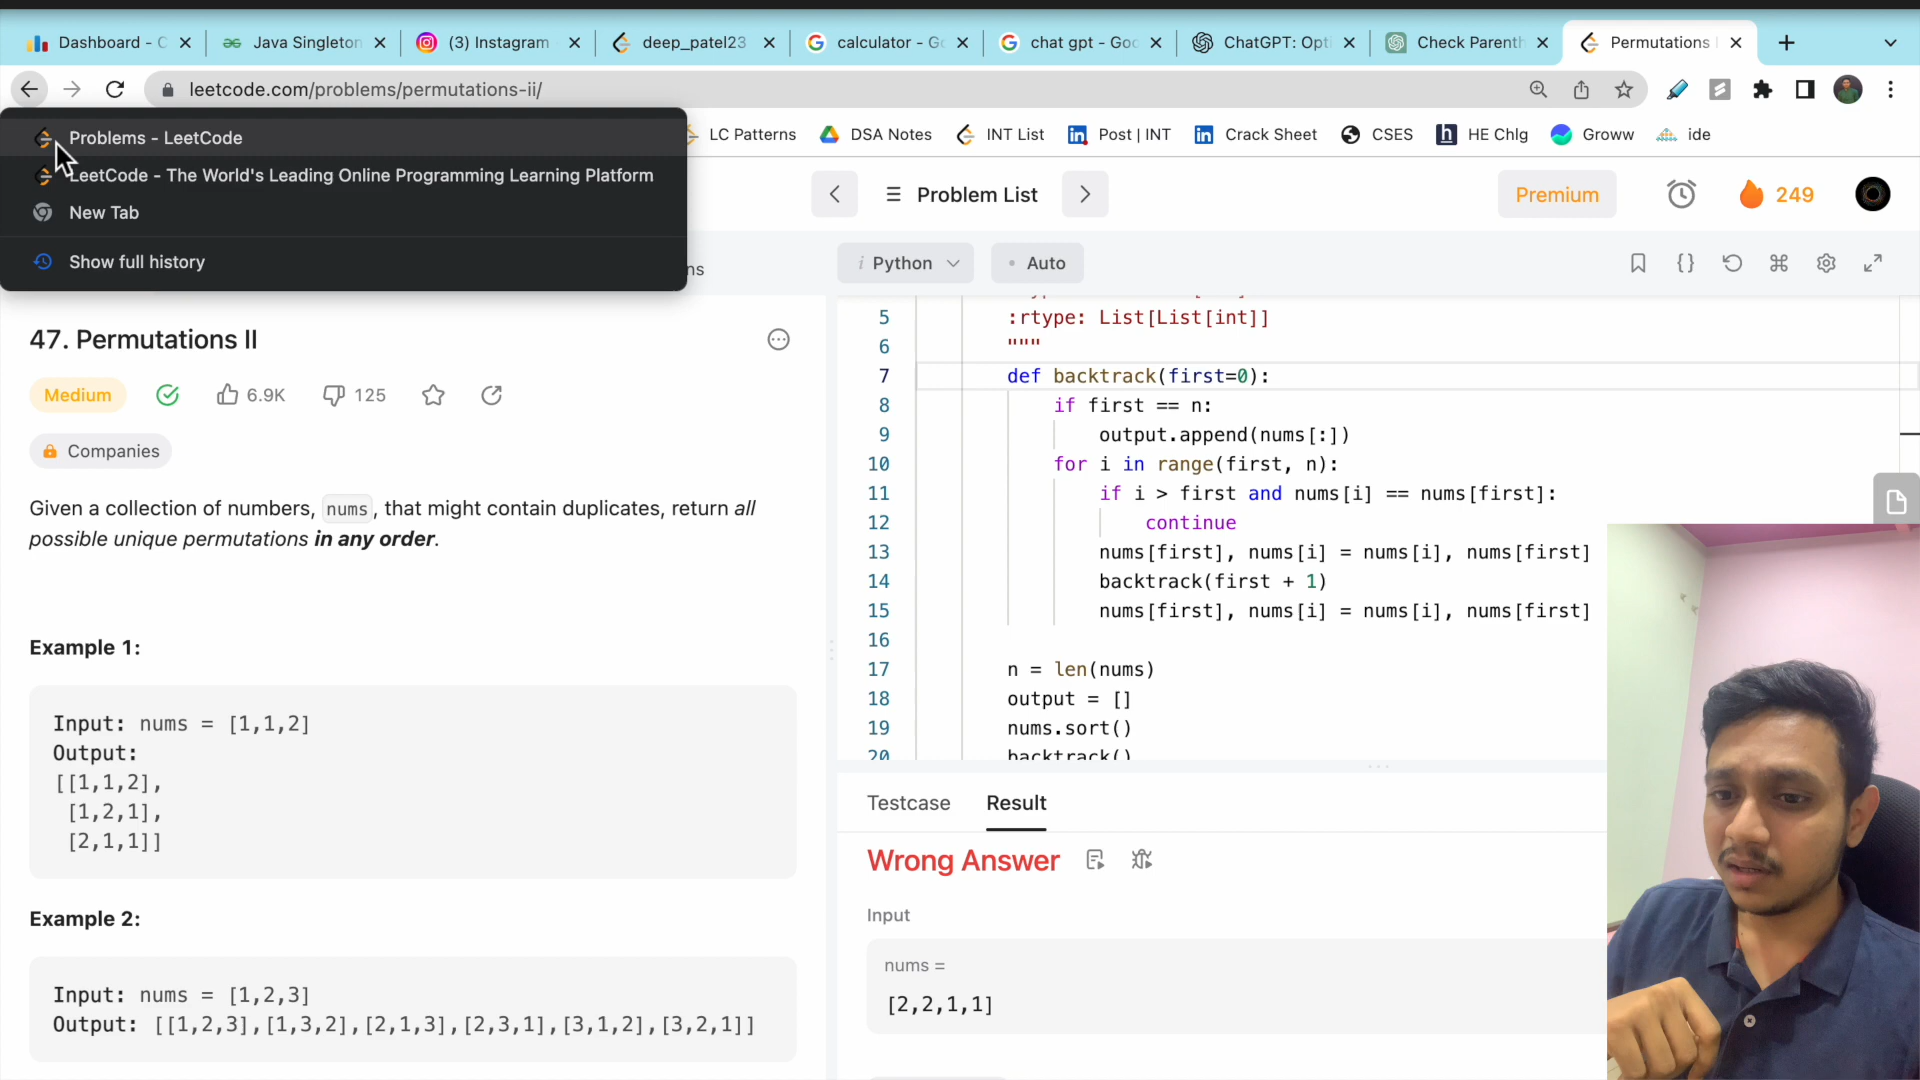 Dashboard - C
Java Singleton
(3) Instagram
deep_patel23
calculator - Go
chat gpt - Goo
ChatGPT: Opti
Check Parenth
Permutations
leetcode.com/problems/permutations-ii/
Problems - LeetCode
LeetCode - The World's Leading Online Programming Learning Platform
New Tab
Show full history
LC Patterns
DSA Notes
INT List
Post | INT
Crack Sheet
CSES
HE Chlg
Groww
ide
Problem List
Premium
249
ns
i Python
Auto
47. Permutations II
Medium
6.9K
125
Companies
Given a collection of numbers, nums, that might contain duplicates, return all
possible unique permutations in any order.
Example 1:
Input: nums = [1,1,2]
Output:
[[1,1,2],
[1,2,1],
[2,1,1]]
Example 2:
Input: nums = [1,2,3]
Output: [[1,2,3],[1,3,2],[2,1,3],[2,3,1],[3,1,2],[3,2,1]]
5 :rtype: List[List[int]]
6 """
7 def backtrack(first=0):
8 if first == n:
9 output.append(nums[:])
10 for i in range(first, n):
11 if i > first and nums[i] == nums[first]:
12 continue
13 nums[first], nums[i] = nums[i], nums[first]
14 backtrack(first + 1)
15 nums[first], nums[i] = nums[i], nums[first]
16
17 n = len(nums)
18 output = []
19 nums.sort()
20 backtrack()
Testcase
Result
Wrong Answer
Input
nums =
[2,2,1,1]